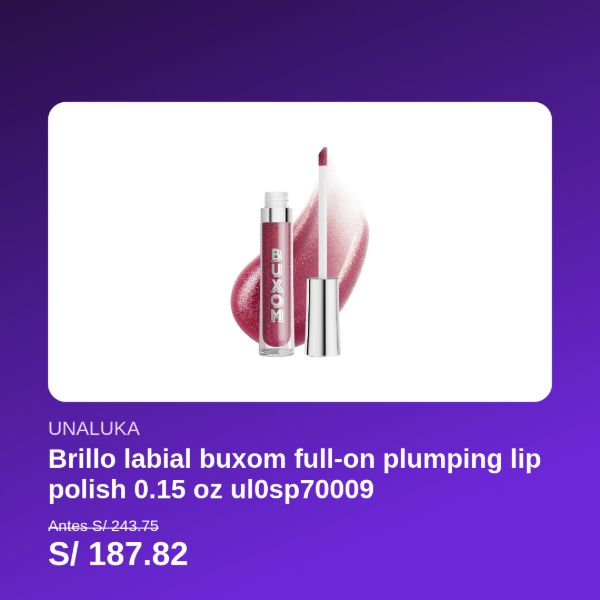 BUXOM
UNALUKA
Brillo labial buxom full-on plumping lip
polish 0.15 oz ul0sp70009
Antes S/ 243.75
S/ 187.82